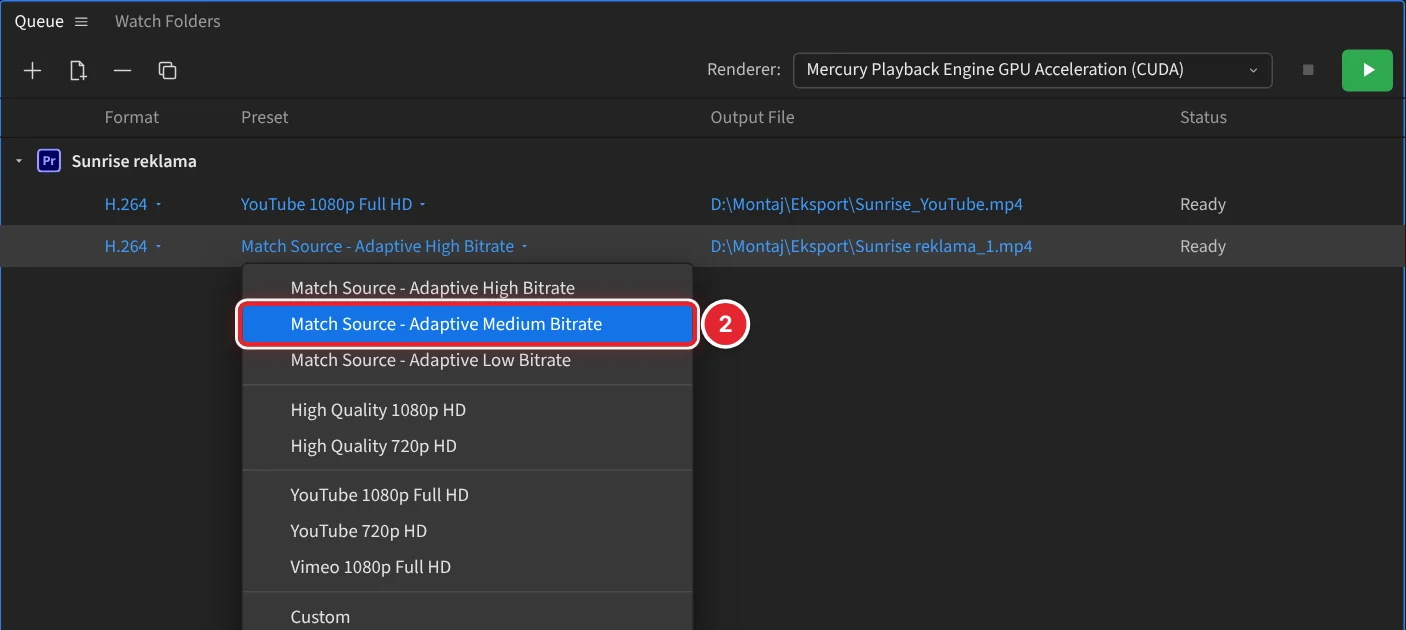 Queue Watch Folders
Renderer: Mercury Playback Engine GPU Acceleration (CUDA)
Format Preset Output File Status
Pr Sunrise reklama
H.264 YouTube 1080p Full HD D:\Montaj\Eksport\Sunrise_YouTube.mp4 Ready
H.264 Match Source - Adaptive High Bitrate D:\Montaj\Eksport\Sunrise reklama_1.mp4 Ready
Match Source - Adaptive High Bitrate
Match Source - Adaptive Medium Bitrate 2
Match Source - Adaptive Low Bitrate
High Quality 1080p HD
High Quality 720p HD
YouTube 1080p Full HD
YouTube 720p HD
Vimeo 1080p Full HD
Custom